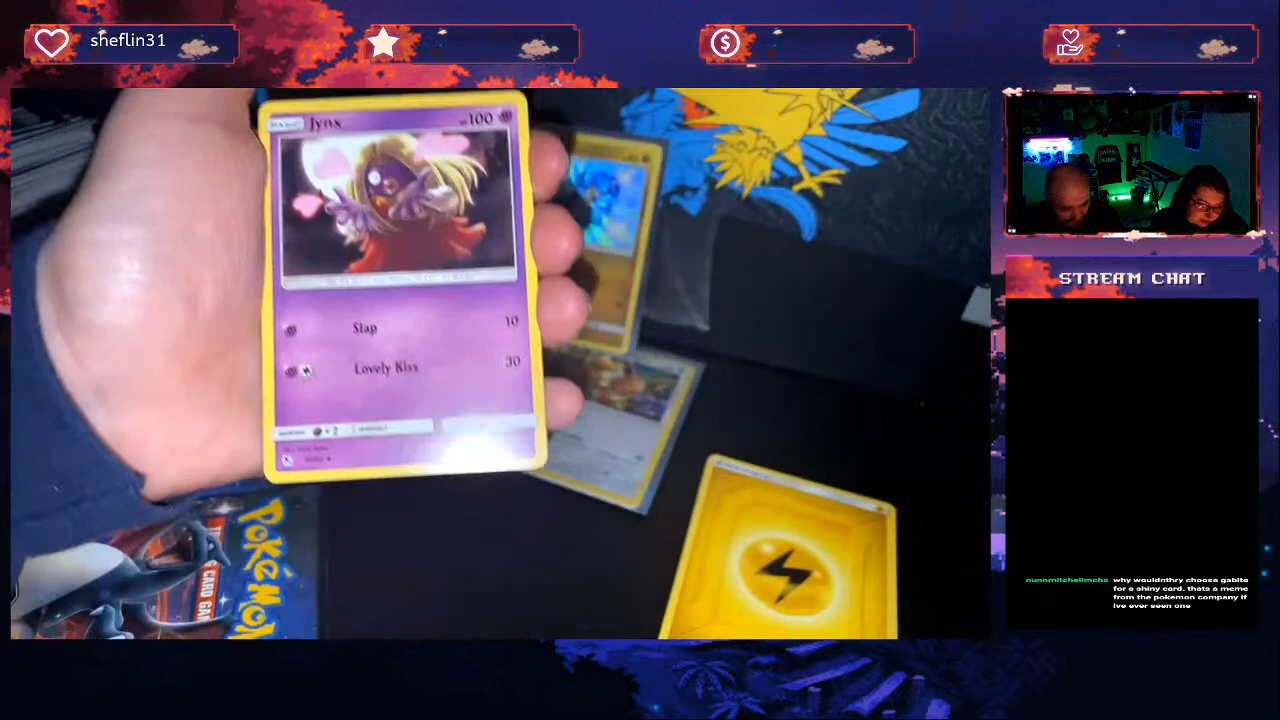 sheflin31
Jynx
100
Slap 10
Lovely Kiss 30
× 2
POKéMON
STREAM CHAT
nunnmitchellmchs why wouldnthry choose gabite
for a shiny card. thats a meme
from the pokemon company if
ive ever seen one